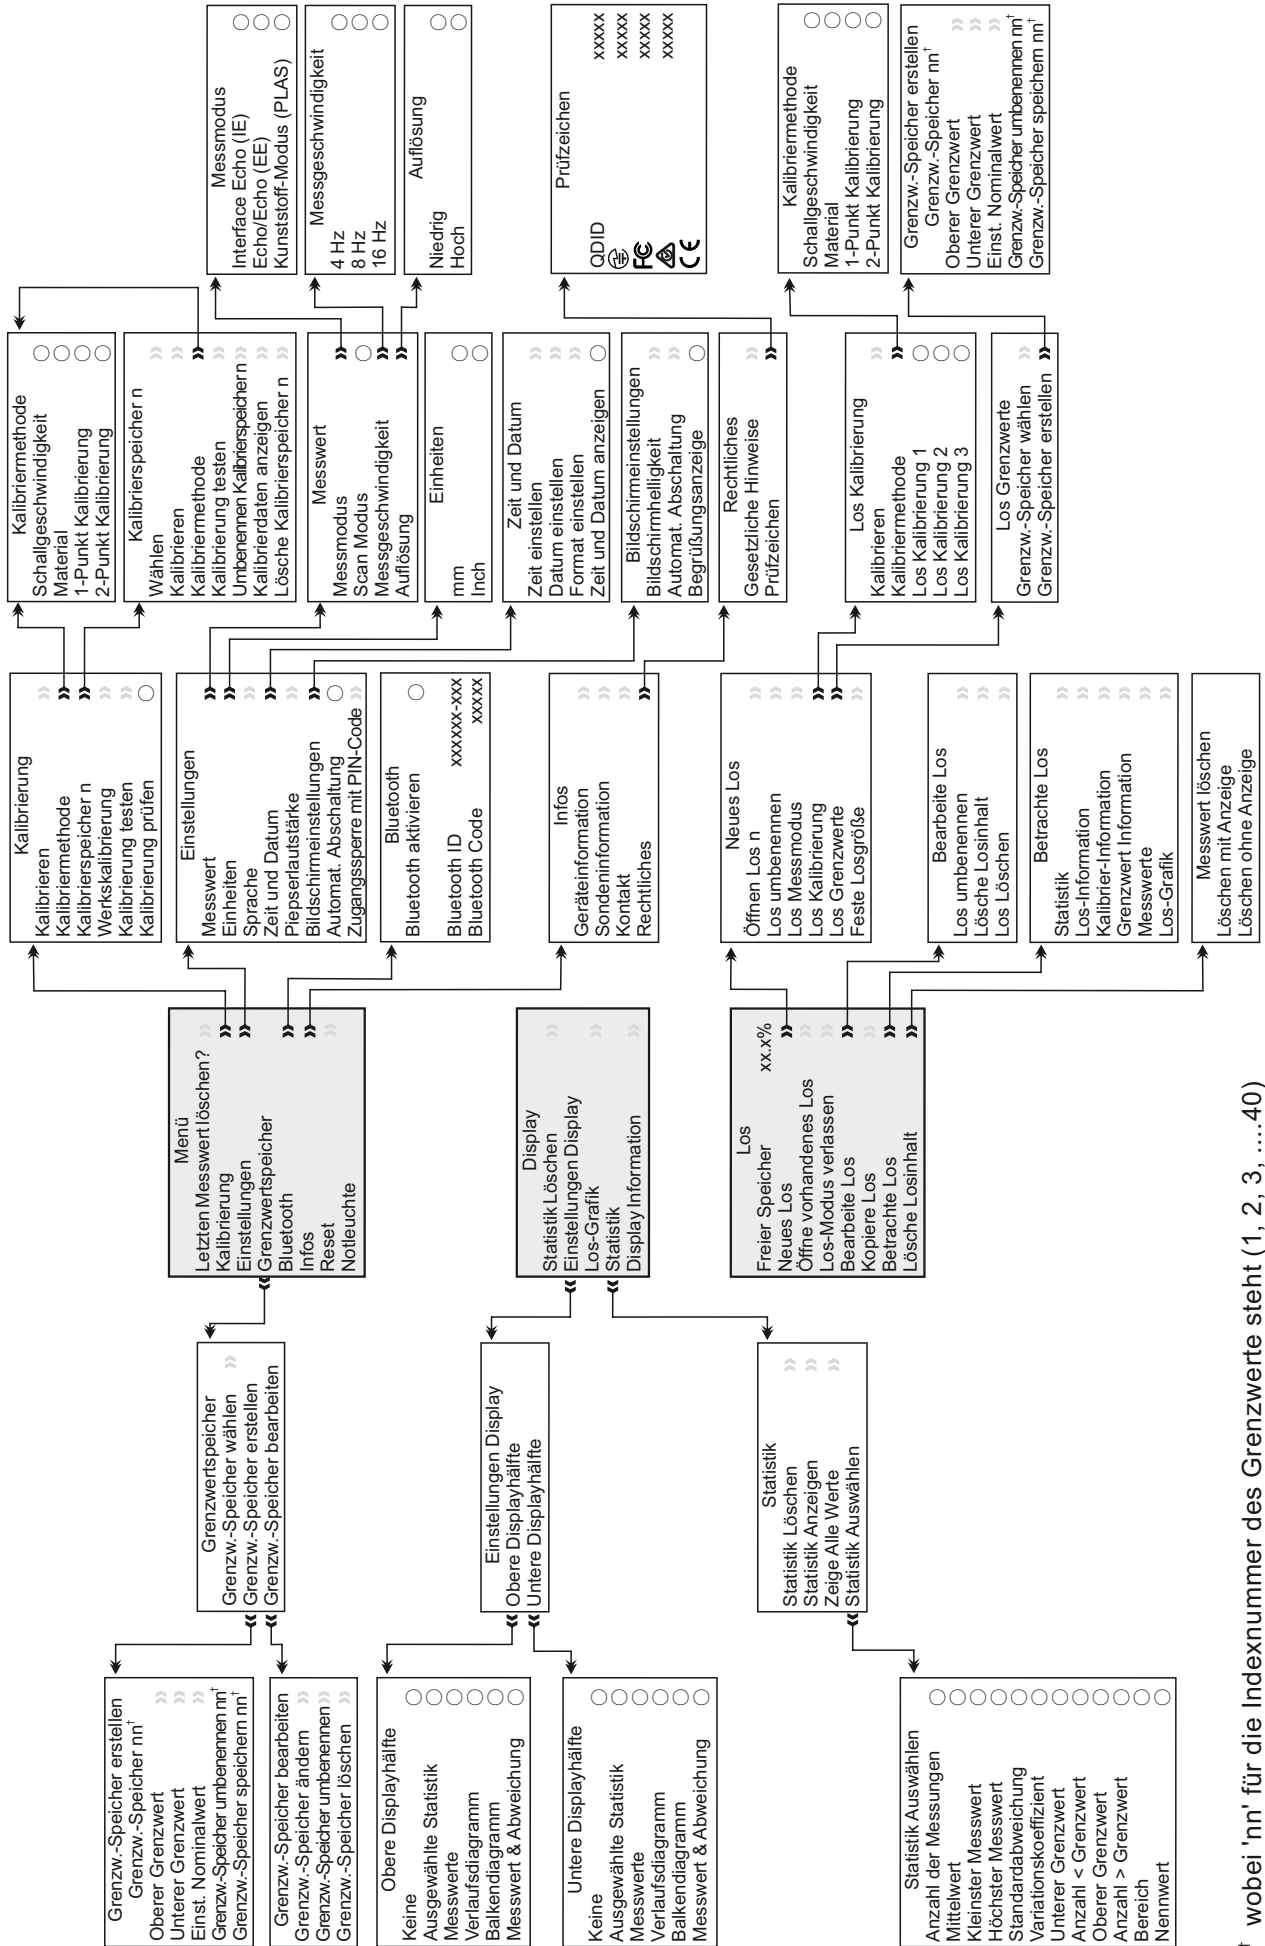 Grenzw.-Speicher erstellen
Grenzw.-Speicher nn†
Oberer Grenzwert
Unterer Grenzwert
Einst. Nominalwert
Grenzw.-Speicher umbenennen nn†
Grenzw.-Speicher speichern nn†
Grenzw.-Speicher bearbeiten
Grenzw.-Speicher ändern
Grenzw.-Speicher umbenennen
Grenzw.-Speicher löschen
Obere Displayhälfte
Keine
Ausgewählte Statistik
Messwerte
Verlaufsdiagramm
Balkendiagramm
Messwert & Abweichung
Untere Displayhälfte
Keine
Ausgewählte Statistik
Messwerte
Verlaufsdiagramm
Balkendiagramm
Messwert & Abweichung
Statistik Auswählen
Anzahl der Messungen
Mittelwert
Kleinster Messwert
Höchster Messwert
Standardabweichung
Variationskoeffizient
Unterer Grenzwert
Anzahl < Grenzwert
Oberer Grenzwert
Anzahl > Grenzwert
Bereich
Nennwert
Grenzwertspeicher
Grenzw.-Speicher wählen
Grenzw.-Speicher erstellen
Grenzw.-Speicher bearbeiten
Einstellungen Display
Obere Displayhälfte
Untere Displayhälfte
Statistik
Statistik Löschen
Statistik Anzeigen
Zeige Alle Werte
Statistik Auswählen
Menü
Letzten Messwert löschen?
Kalibrierung
Einstellungen
Grenzwertspeicher
Bluetooth
Infos
Reset
Notleuchte
Display
Statistik Löschen
Einstellungen Display
Los-Grafik
Statistik
Display Information
Los
Freier Speicher xx.x%
Neues Los
Öffne vorhandenes Los
Los-Modus verlassen
Bearbeite Los
Kopiere Los
Betrachte Los
Lösche Losinhalt
Kalibrierung
Kalibrieren
Kalibriermethode
Kalibrierspeicher n
Werkskalibrierung
Kalibrierung testen
Kalibrierung prüfen
Einstellungen
Messwert
Einheiten
Sprache
Zeit und Datum
Piepserlautstärke
Bildschirmeinstellungen
Automat. Abschaltung
Zugangssperre mit PIN-Code
Bluetooth
Bluetooth aktivieren
Bluetooth ID xxxxxx-xxx
Bluetooth Code xxxxx
Infos
Geräteinformation
Sondeninformation
Kontakt
Rechtliches
Neues Los
Öffnen Los n
Los umbenennen
Los Messmodus
Los Kalibrierung
Los Grenzwerte
Feste Losgröße
Bearbeite Los
Los umbenennen
Lösche Losinhalt
Los Löschen
Betrachte Los
Statistik
Los-Information
Kalibrier-Information
Grenzwert Information
Messwerte
Los-Grafik
Messwert löschen
Löschen mit Anzeige
Löschen ohne Anzeige
Kalibriermethode
Schallgeschwindigkeit
Material
1-Punkt Kalibrierung
2-Punkt Kalibrierung
Kalibrierspeicher n
Wählen
Kalibrieren
Kalibriermethode
Kalibrierung testen
Umbenennen Kalibrierspeicher n
Kalibrierdaten anzeigen
Lösche Kalibrierspeicher n
Messwert
Messmodus
Scan Modus
Messgeschwindigkeit
Auflösung
Einheiten
mm
Inch
Zeit und Datum
Zeit einstellen
Datum einstellen
Format einstellen
Zeit und Datum anzeigen
Bildschirmeinstellungen
Bildschirmhelligkeit
Automat. Abschaltung
Begrüßungsanzeige
Rechtliches
Gesetzliche Hinweise
Prüfzeichen
Los Kalibrierung
Kalibrieren
Kalibriermethode
Los Kalibrierung 1
Los Kalibrierung 2
Los Kalibrierung 3
Los Grenzwerte
Grenzw.-Speicher wählen
Grenzw.-Speicher erstellen
Messmodus
Interface Echo (IE)
Echo/Echo (EE)
Kunststoff-Modus (PLAS)
Messgeschwindigkeit
4 Hz
8 Hz
16 Hz
Auflösung
Niedrig
Hoch
Prüfzeichen
QDID xxxxx
xxxxx
FC xxxxx
xxxxx
CE
Kalibriermethode
Schallgeschwindigkeit
Material
1-Punkt Kalibrierung
2-Punkt Kalibrierung
Grenzw.-Speicher erstellen
Grenzw.-Speicher nn†
Oberer Grenzwert
Unterer Grenzwert
Einst. Nominalwert
Grenzw.-Speicher umbenennen nn†
Grenzw.-Speicher speichern nn†
† wobei 'nn' für die Indexnummer des Grenzwerte steht (1, 2, 3, ....40)